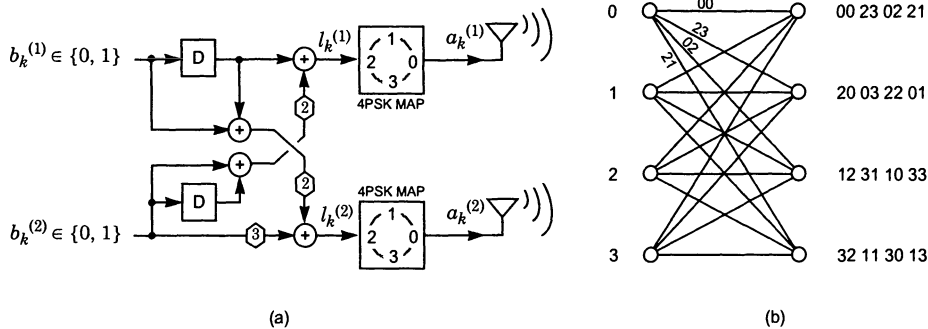 b_k^(1) ∈ {0, 1}
D
+
l_k^(1)
1
2 0
3
4PSK MAP
a_k^(1)
2
+
+
D
2
b_k^(2) ∈ {0, 1}
3
+
l_k^(2)
4PSK MAP
1
2 0
3
a_k^(2)
(a)
0
00
23
02
21
00 23 02 21
1
20 03 22 01
2
12 31 10 33
3
32 11 30 13
(b)